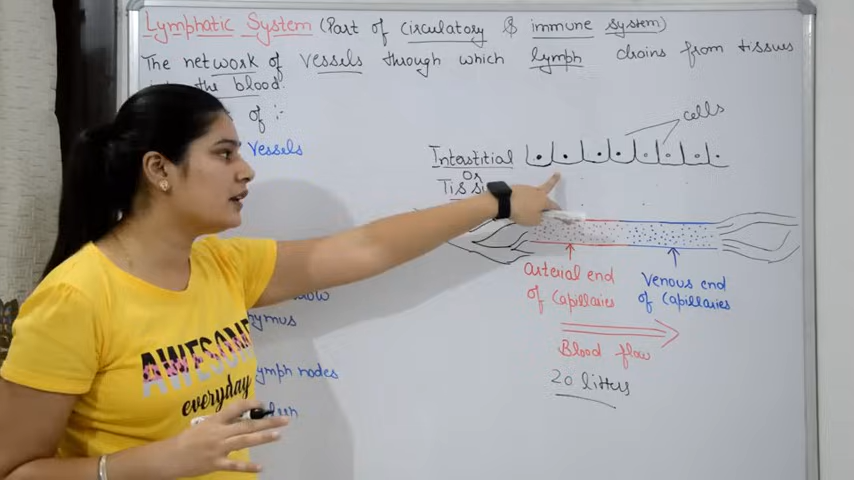 Lymphatic System (Part of circulatory & immune system)
The network of vessels through which lymph drains from tissues
the blood.
of :-
Vessels
cells
Interstitial
or
Arterial end
of Capillaries
Venous end
of Capillaries
Blood flow
20 litters
lymph nodes
AWESOME
everyday